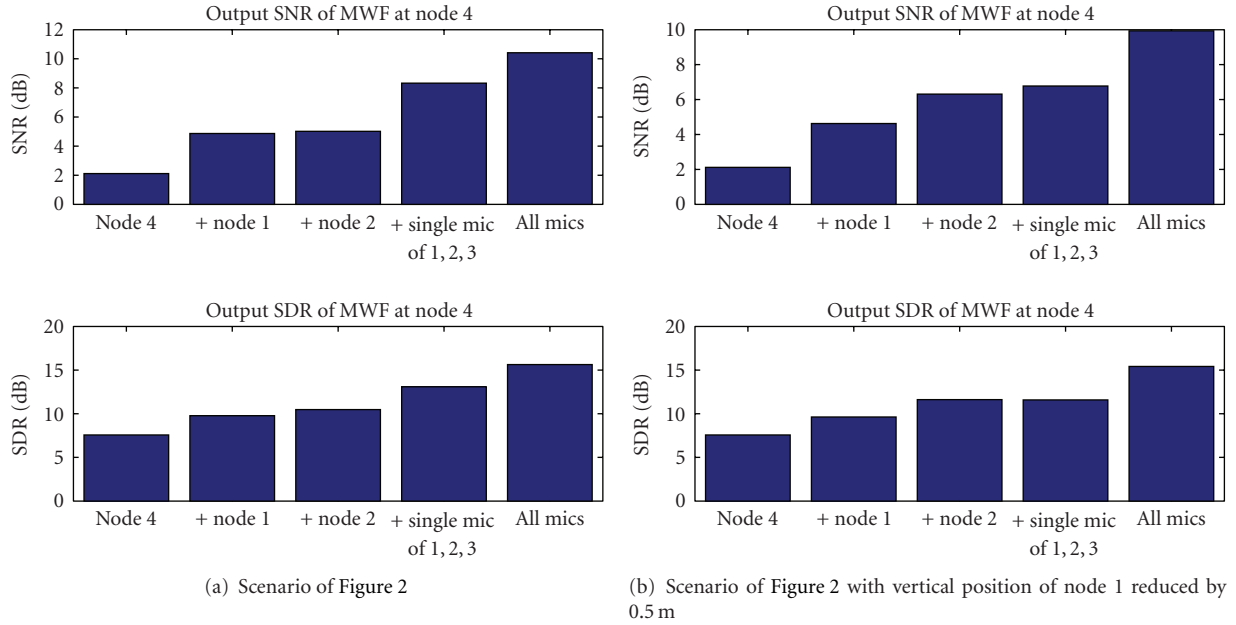 Output SNR of MWF at node 4
12
10
8
6
4
2
0
SNR (dB)
Node 4
+ node 1
+ node 2
+ single mic
of 1, 2, 3
All mics
Output SDR of MWF at node 4
20
15
10
5
0
SDR (dB)
Node 4
+ node 1
+ node 2
+ single mic
of 1, 2, 3
All mics
(a) Scenario of Figure 2
Output SNR of MWF at node 4
10
8
6
4
2
0
SNR (dB)
Node 4
+ node 1
+ node 2
+ single mic
of 1, 2, 3
All mics
Output SDR of MWF at node 4
20
15
10
5
0
SDR (dB)
Node 4
+ node 1
+ node 2
+ single mic
of 1, 2, 3
All mics
(b) Scenario of Figure 2 with vertical position of node 1 reduced by
0.5 m